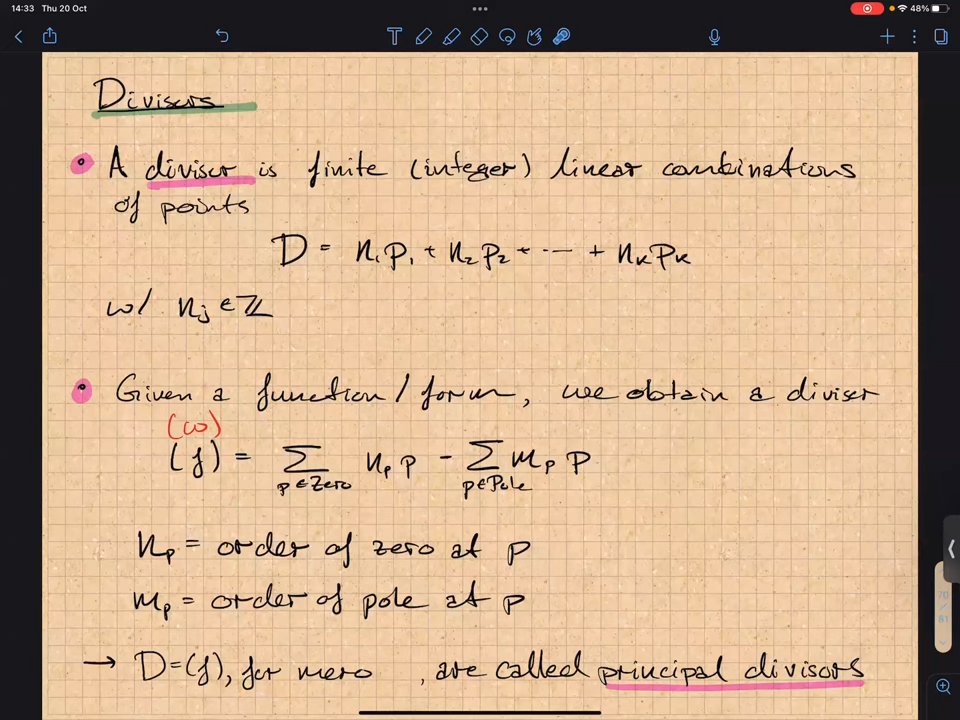 14:33 Thu 20 Oct
48%
Divisors
A divisor is finite (integer) linear combinations
of points
D = n₁p₁ + n₂p₂ + ··· + nₖpₖ
w/ nⱼ ∈ ℤ
Given a function/form, we obtain a divisor
(ω)
(f) = ∑ nₚ p - ∑ mₚ p
p∈Zero p∈Pole
nₚ = order of zero at p
mₚ = order of pole at p
→ D=(f), for mero , are called principal divisors
70
/
81